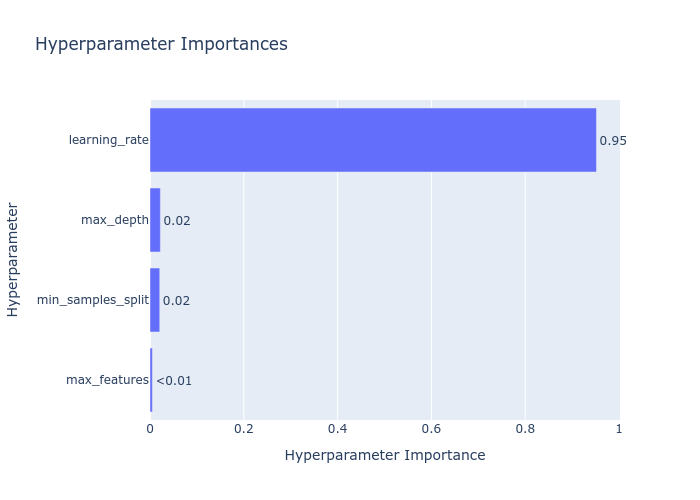 Hyperparameter Importances
Hyperparameter
learning_rate
0.95
max_depth
0.02
min_samples_split
0.02
max_features
<0.01
0
0.2
0.4
0.6
0.8
1
Hyperparameter Importance